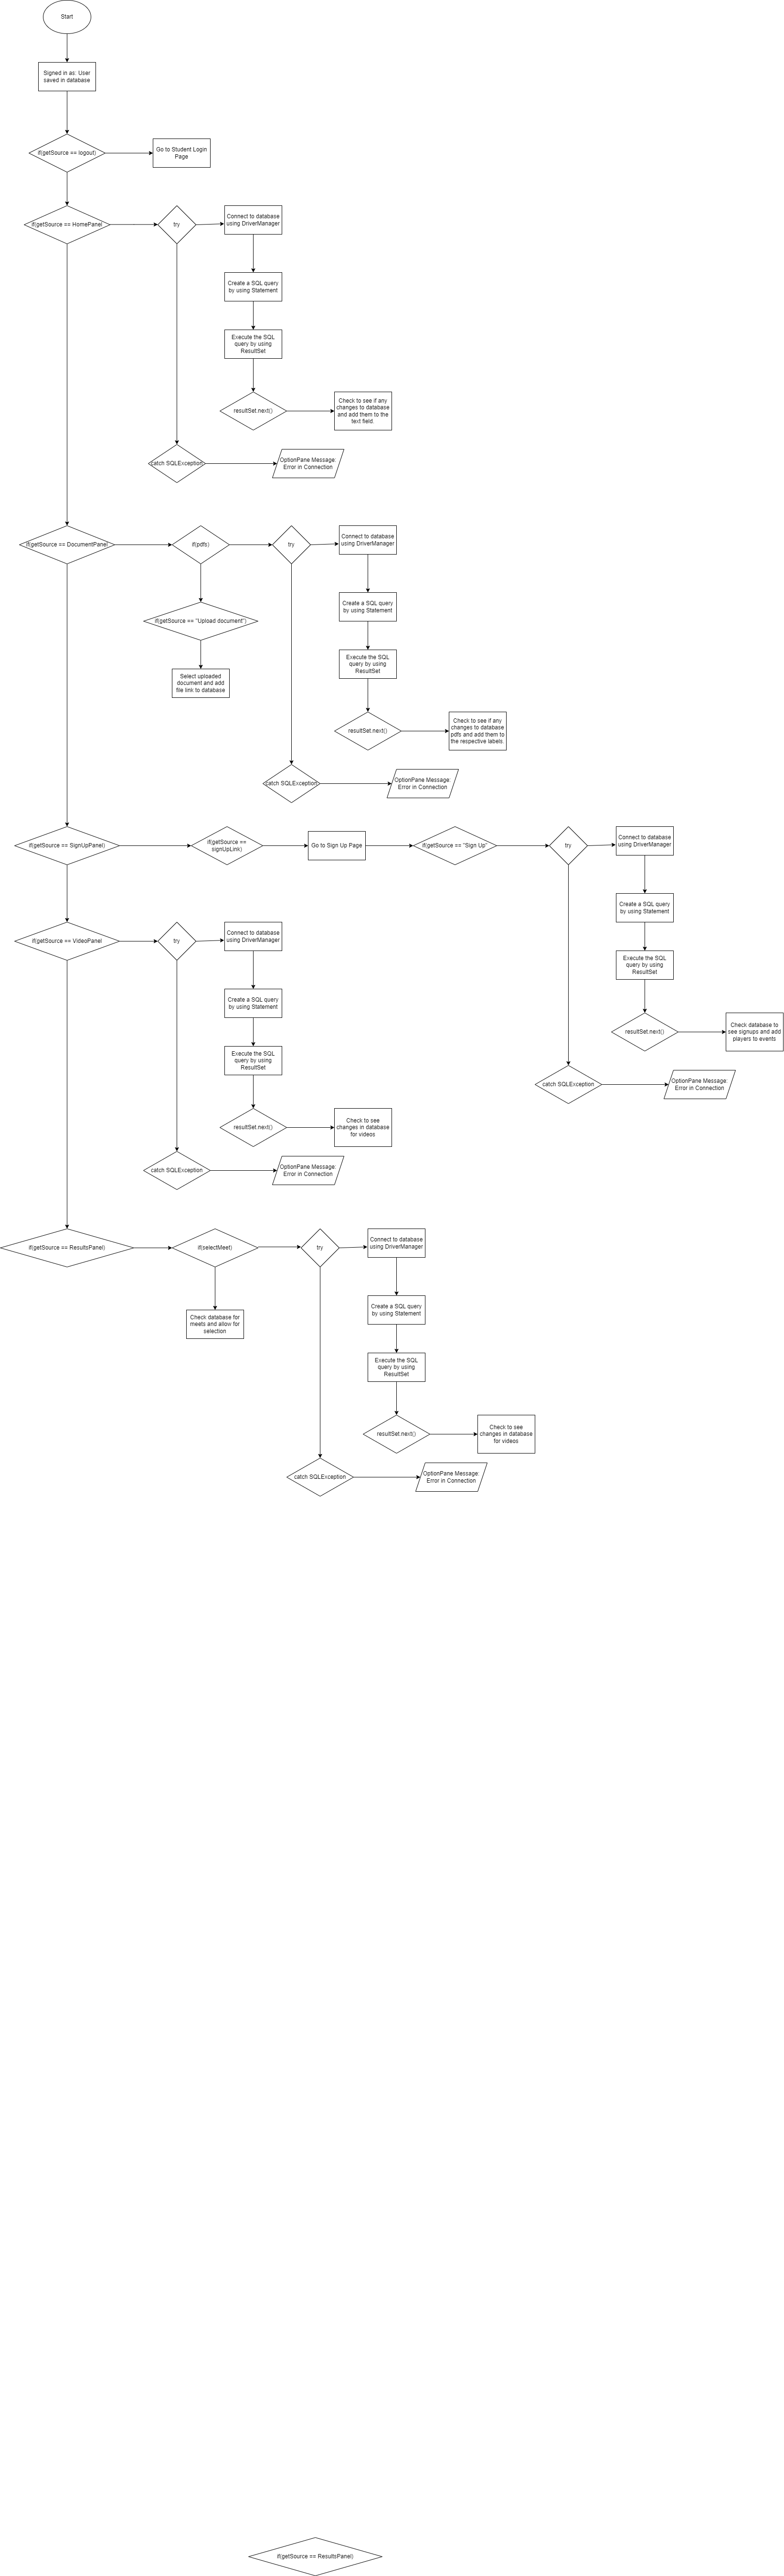 Start
Signed in as: User
saved in database
if(getSource == logout)
Go to Student Login
Page
if(getSource == HomePanel
try
Connect to database
using DriverManager
Create a SQL query
by using Statement
Execute the SQL
query by using
ResultSet
resultSet.next()
Check to see if any
changes to database
and add them to the
text field.
catch SQLException
OptionPane Message:
Error in Connection
if(getSource == DocumentPanel
if(pdfs)
try
Connect to database
using DriverManager
Create a SQL query
by using Statement
if(getSource == "Upload document")
Execute the SQL
query by using
ResultSet
Select uploaded
document and add
file link to database
resultSet.next()
Check to see if any
changes to database
pdfs and add them to
the respective labels.
catch SQLException
OptionPane Message:
Error in Connection
if(getSource == SignUpPanel)
if(getSource ==
signUpLink)
Go to Sign Up Page
if(getSource == "Sign Up"
try
Connect to database
using DriverManager
Create a SQL query
by using Statement
Execute the SQL
query by using
ResultSet
resultSet.next()
Check database to
see signups and add
players to events
catch SQLException
OptionPane Message:
Error in Connection
if(getSource == VideoPanel
try
Connect to database
using DriverManager
Create a SQL query
by using Statement
Execute the SQL
query by using
ResultSet
resultSet.next()
Check to see
changes in database
for videos
catch SQLException
OptionPane Message:
Error in Connection
if(getSource == ResultsPanel)
if(selectMeet)
try
Connect to database
using DriverManager
Check database for
meets and allow for
selection
Create a SQL query
by using Statement
Execute the SQL
query by using
ResultSet
resultSet.next()
Check to see
changes in database
for videos
catch SQLException
OptionPane Message:
Error in Connection
if(getSource == ResultsPanel)